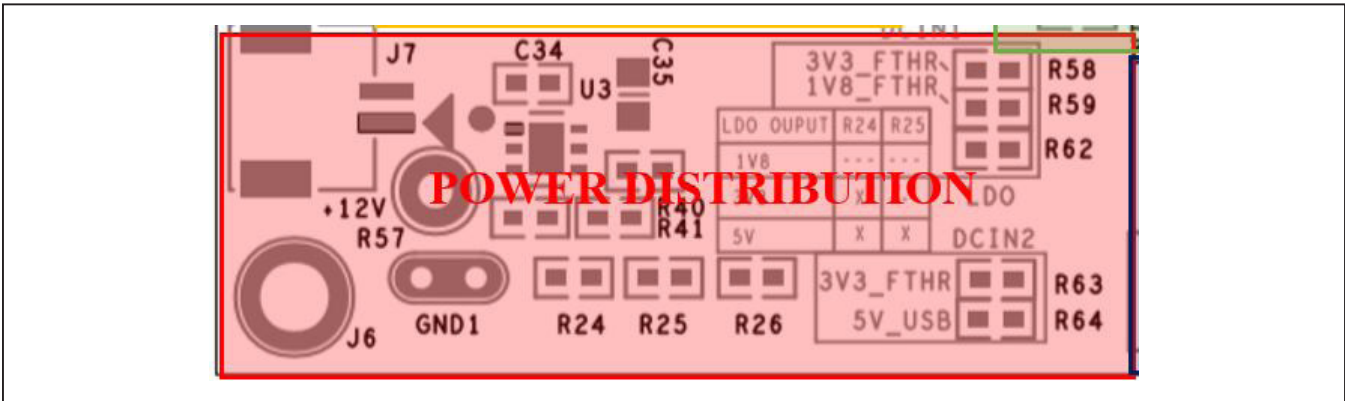 J7
C34
C35
U3
3V3_FTHR
1V8_FTHR
R58
R59
R62
LDO OUPUT R24 R25
1V8 --- ---
POWER DISTRIBUTION
X
LDO
+12V
R40
R41
R57
5V X X
DCIN2
3V3_FTHR
R63
5V_USB
R64
J6
GND1
R24
R25
R26